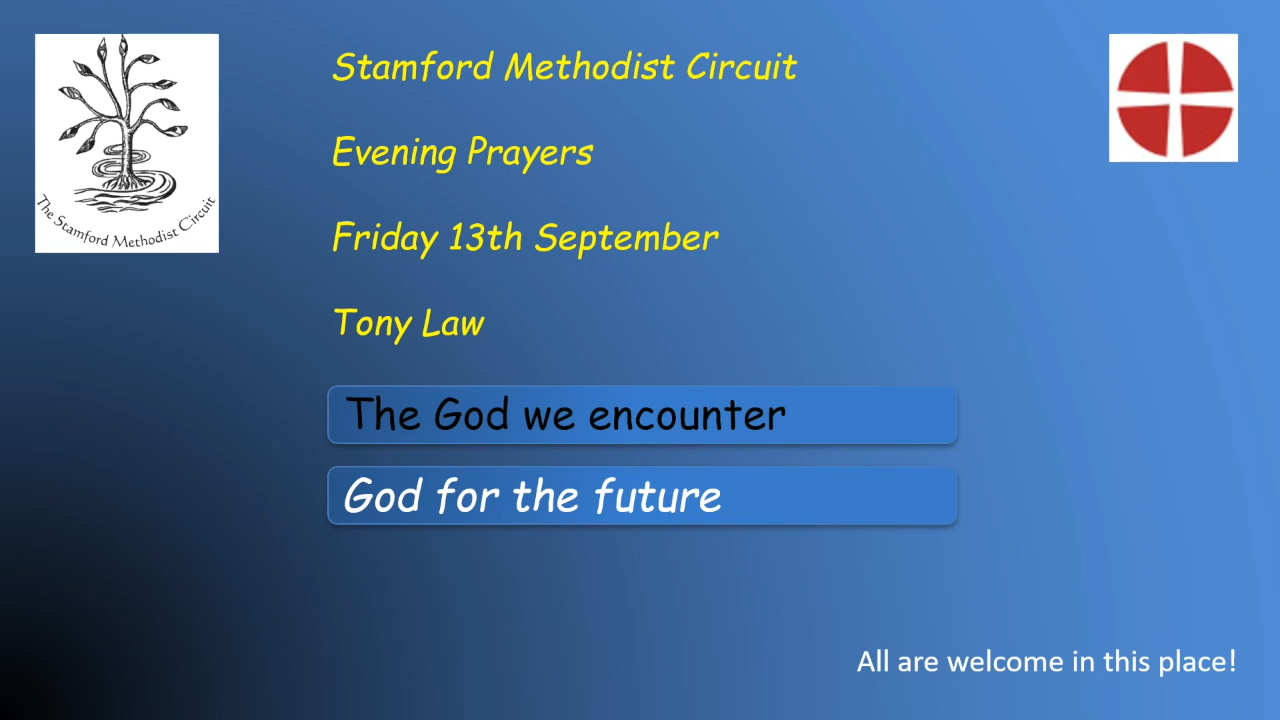 Stamford Methodist Circuit
Evening Prayers
Friday 13th September
Tony Law
The God we encounter
God for the future
All are welcome in this place!
The Stamford Methodist Circuit